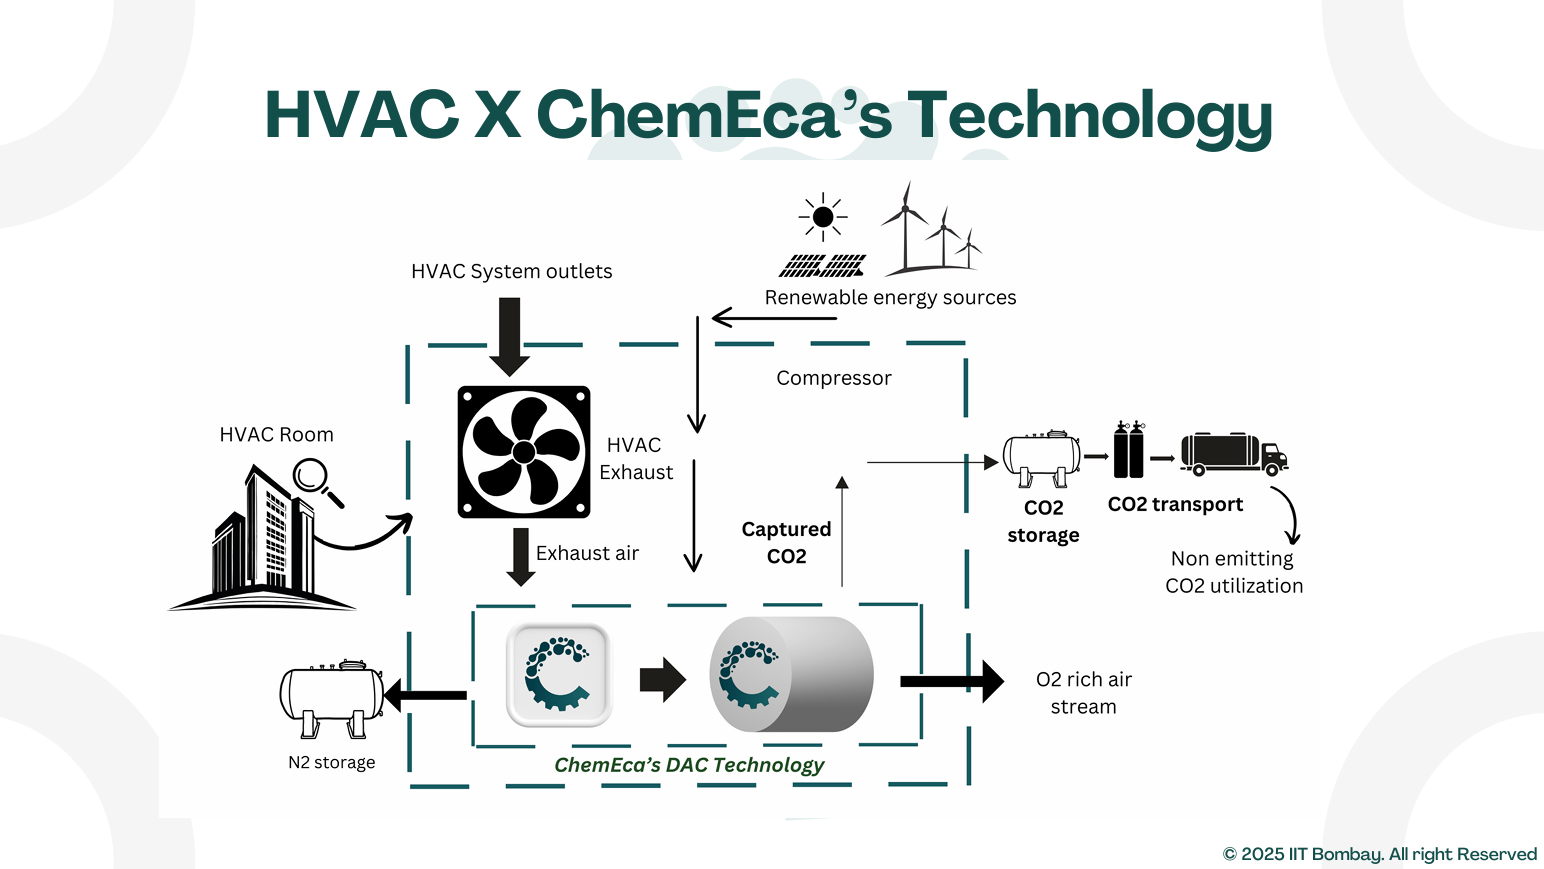 HVAC X ChemEca’s Technology
HVAC System outlets
Renewable energy sources
Compressor
HVAC Room
HVAC
Exhaust
Exhaust air
Captured
CO2
CO2
storage
CO2 transport
Non emitting
CO2 utilization
O2 rich air
stream
N2 storage
ChemEca’s DAC Technology
© 2025 IIT Bombay. All right Reserved